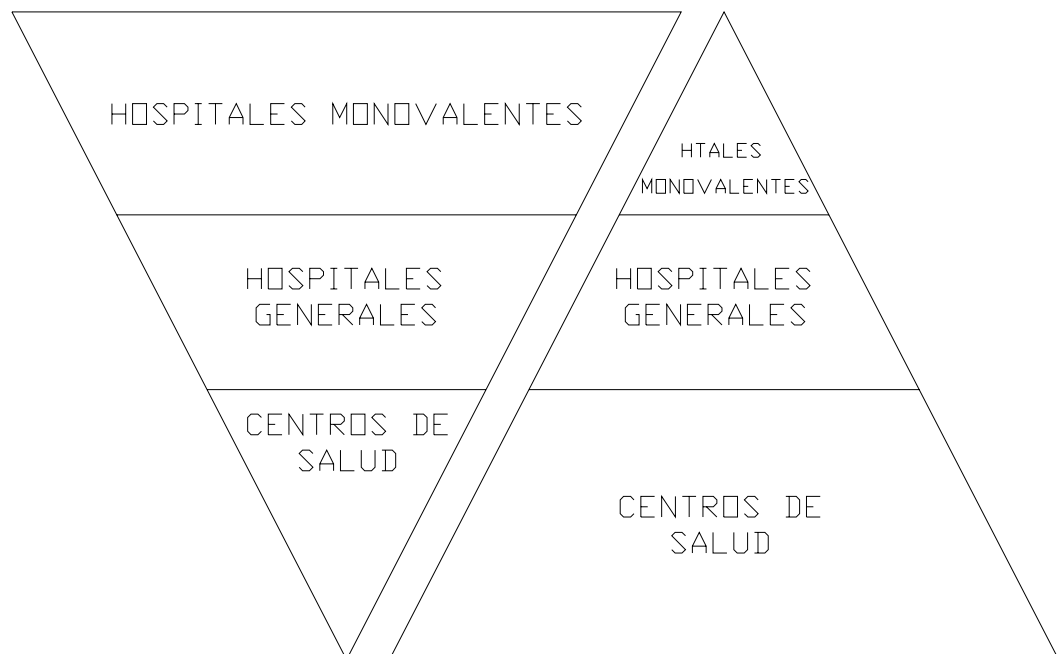 HOSPITALES MONOVALENTES
HOSPITALES
GENERALES
CENTROS DE
SALUD
HTALES
MONOVALENTES
HOSPITALES
GENERALES
CENTROS DE
SALUD